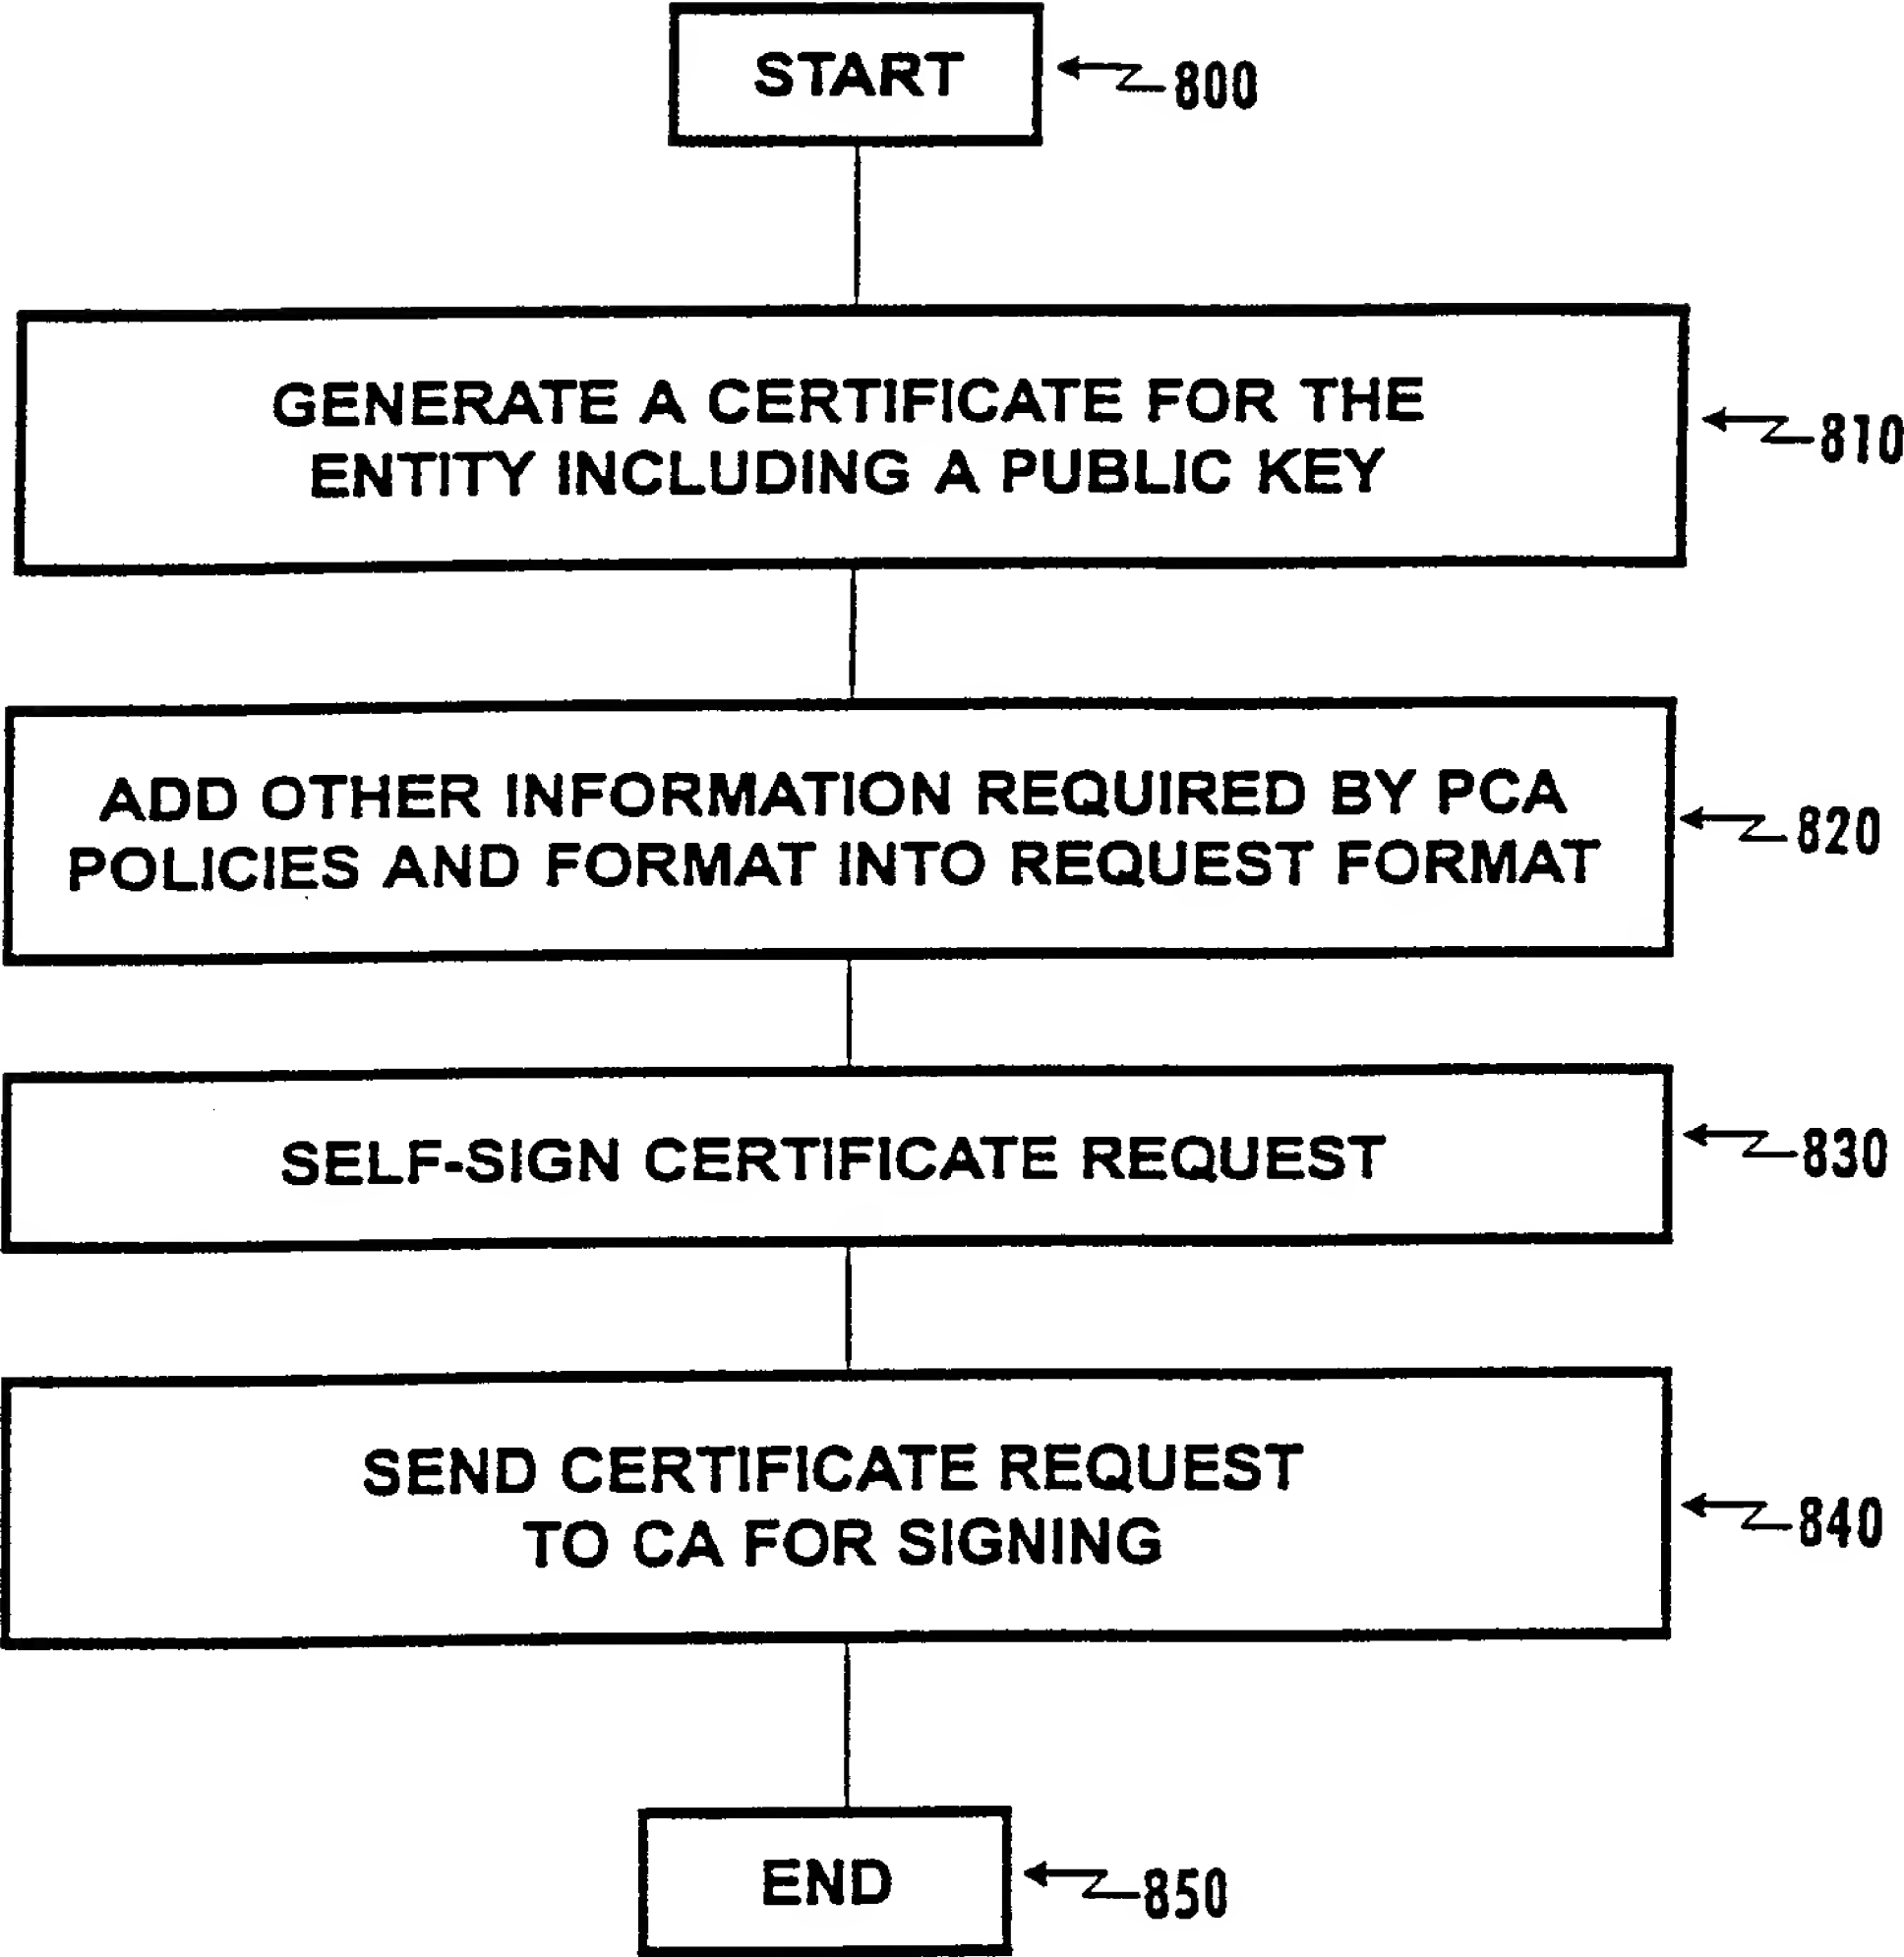 START
800
GENERATE A CERTIFICATE FOR THE
ENTITY INCLUDING A PUBLIC KEY
810
ADD OTHER INFORMATION REQUIRED BY PCA
POLICIES AND FORMAT INTO REQUEST FORMAT
820
SELF-SIGN CERTIFICATE REQUEST
830
SEND CERTIFICATE REQUEST
TO CA FOR SIGNING
840
END
850